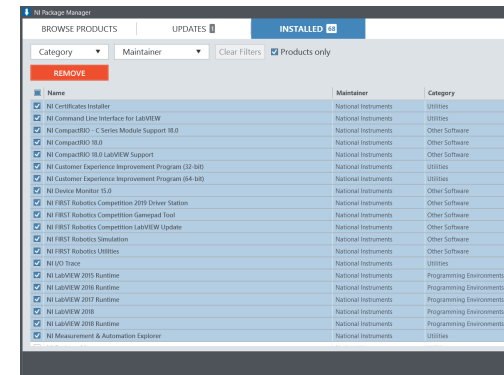 NI Package Manager
BROWSE PRODUCTS UPDATES 1 INSTALLED 68
Category Maintainer Clear Filters Products only
REMOVE
Name Maintainer Category
NI Certificates Installer National Instruments Utilities
NI Command Line Interface for LabVIEW National Instruments Utilities
NI CompactRIO - C Series Module Support 18.0 National Instruments Other Software
NI CompactRIO 18.0 National Instruments Other Software
NI CompactRIO 18.0 LabVIEW Support National Instruments Other Software
NI Customer Experience Improvement Program (32-bit) National Instruments Utilities
NI Customer Experience Improvement Program (64-bit) National Instruments Utilities
NI Device Monitor 15.0 National Instruments Other Software
NI FIRST Robotics Competition 2019 Driver Station National Instruments Other Software
NI FIRST Robotics Competition Gamepad Tool National Instruments Other Software
NI FIRST Robotics Competition LabVIEW Update National Instruments Other Software
NI FIRST Robotics Simulation National Instruments Other Software
NI FIRST Robotics Utilities National Instruments Other Software
NI I/O Trace National Instruments Utilities
NI LabVIEW 2015 Runtime National Instruments Programming Environments
NI LabVIEW 2016 Runtime National Instruments Programming Environments
NI LabVIEW 2017 Runtime National Instruments Programming Environments
NI LabVIEW 2018 National Instruments Programming Environments
NI LabVIEW 2018 Runtime National Instruments Programming Environments
NI Measurement & Automation Explorer National Instruments Utilities